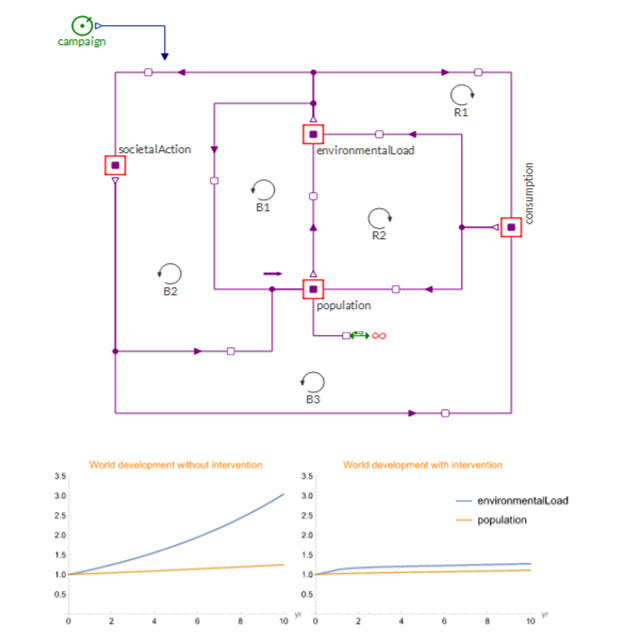 campaign
R1
societalAction
environmentalLoad
consumption
B1
R2
B2
population
∞
B3
World development without intervention
3.5
3.0
2.5
2.0
1.5
1.0
0.5
0 2 4 6 8 10
yr
World development with intervention
3.5
3.0
2.5
2.0
1.5
1.0
0.5
0 2 4 6 8 10
yr
environmentalLoad
population